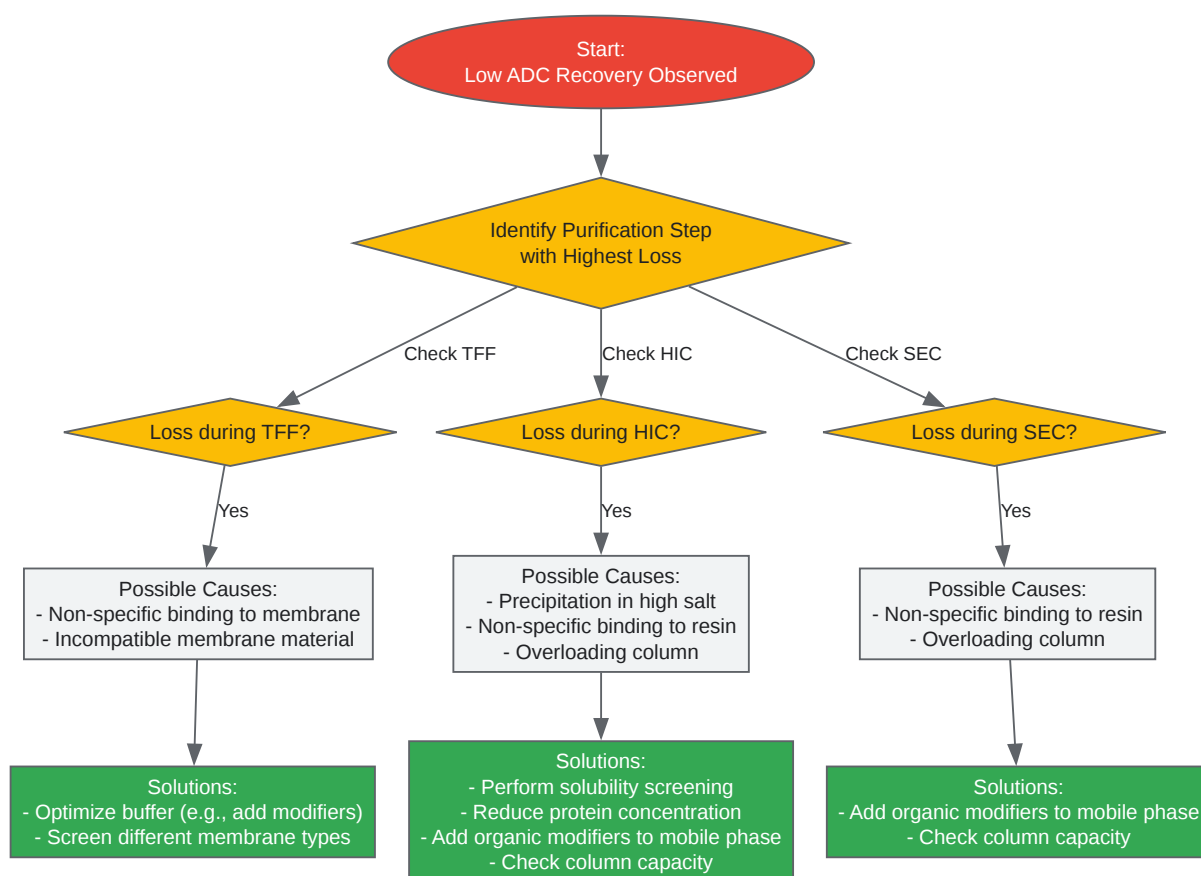 Start:
Low ADC Recovery Observed
Identify Purification Step
with Highest Loss
Check TFF
Check HIC
Check SEC
Loss during TFF?
Loss during HIC?
Loss during SEC?
Yes
Yes
Yes
Possible Causes:
- Non-specific binding to membrane
- Incompatible membrane material
Possible Causes:
- Precipitation in high salt
- Non-specific binding to resin
- Overloading column
Possible Causes:
- Non-specific binding to resin
- Overloading column
Solutions:
- Optimize buffer (e.g., add modifiers)
- Screen different membrane types
Solutions:
- Perform solubility screening
- Reduce protein concentration
- Add organic modifiers to mobile phase
- Check column capacity
Solutions:
- Add organic modifiers to mobile phase
- Check column capacity